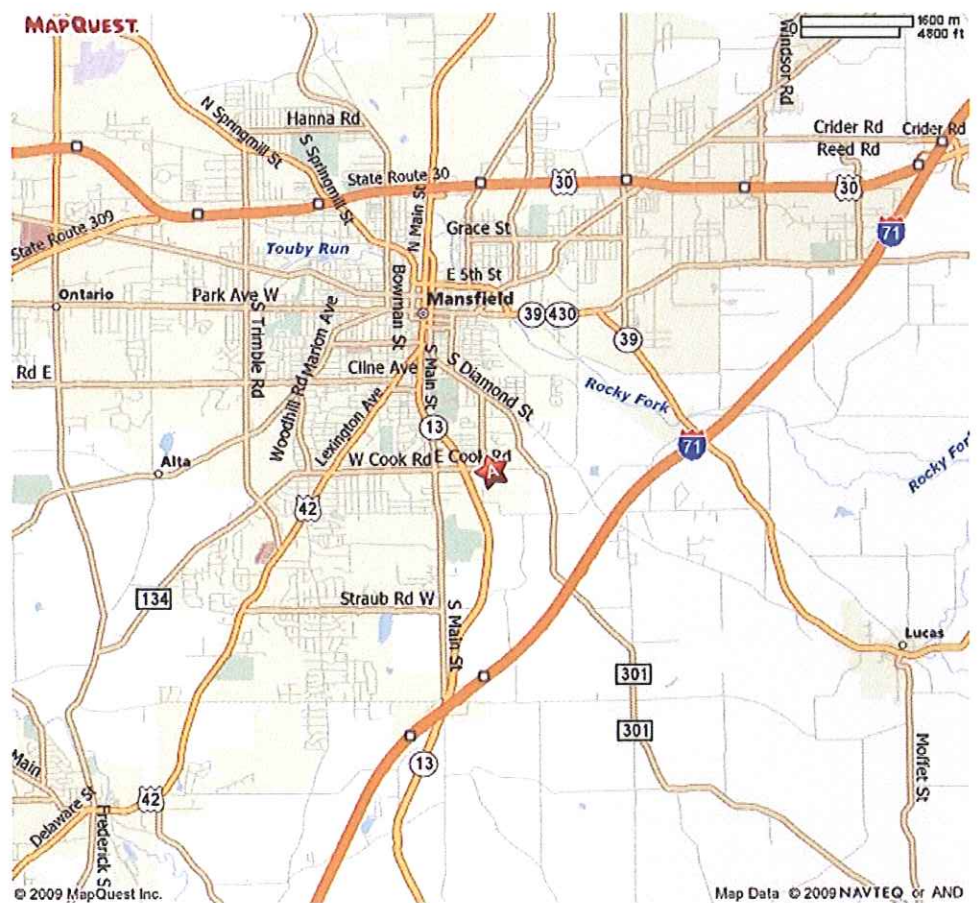 MAPQUEST.
0
1600 m
4800 ft
Windsor Rd
Hanna Rd
N Springmill St
S Springmill St
Crider Rd
Crider Rd
Reed Rd
State Route 30
30
30
N Main St
State Route 309
Touby Run
Grace St
71
E 5th St
Bowman St
Ontario
Park Ave W
Mansfield
39
430
39
S Trimble Rd
Marion Ave
Woodhill Rd
Rd E
Cline Ave
S Main St
S Diamond St
Rocky Fork
Lexington Ave
13
71
Alta
W Cook Rd
E Cook Rd
A
Rocky Fork
42
134
Straub Rd W
S Main St
Lucas
301
301
Moffet St
13
Main
42
Delaware St
Frederick S
© 2009 MapQuest Inc.
Map Data © 2009 NAVTEQ or AND